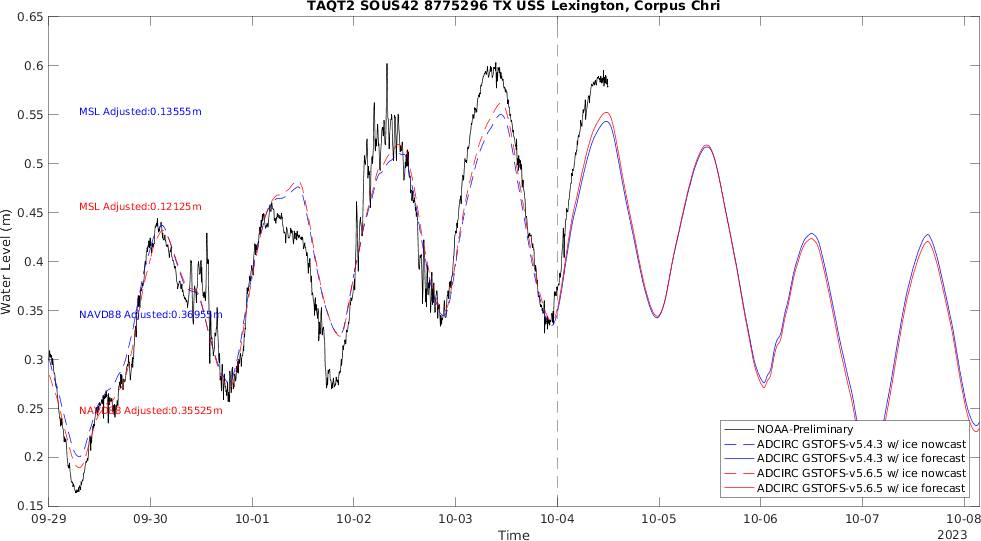 TAQT2 SOUS42 8775296 TX USS Lexington, Corpus Chri
0.65
0.6
0.55
0.5
0.45
0.4
0.35
0.3
0.25
0.2
0.15
Water Level (m)
MSL Adjusted:0.13555m
MSL Adjusted:0.12125m
NAVD88 Adjusted:0.36955m
NAVD88 Adjusted:0.35525m
NOAA-Preliminary
ADCIRC GSTOFS-v5.4.3 w/ ice nowcast
ADCIRC GSTOFS-v5.4.3 w/ ice forecast
ADCIRC GSTOFS-v5.6.5 w/ ice nowcast
ADCIRC GSTOFS-v5.6.5 w/ ice forecast
09-29 09-30 10-01 10-02 10-03 10-04 10-05 10-06 10-07 10-08
Time
2023